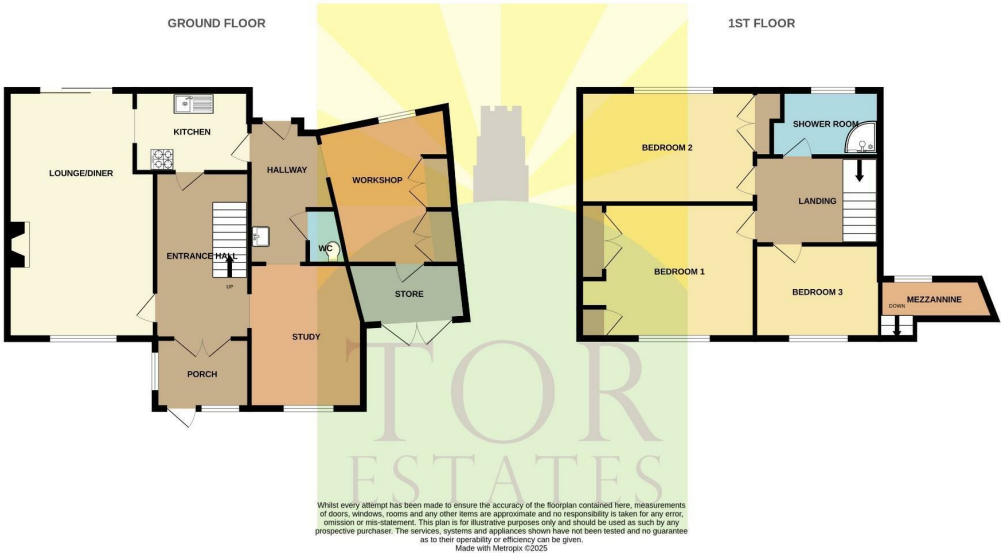 GROUND FLOOR
1ST FLOOR
KITCHEN
LOUNGE/DINER
HALLWAY
WORKSHOP
ENTRANCE HALL
WC
UP
STORE
STUDY
PORCH
BEDROOM 2
SHOWER ROOM
LANDING
BEDROOM 1
BEDROOM 3
MEZZANNINE
DOWN
TOR
ESTATES
Whilst every attempt has been made to ensure the accuracy of the floorplan contained here, measurements
of doors, windows, rooms and any other items are approximate and no responsibility is taken for any error,
omission or mis-statement. This plan is for illustrative purposes only and should be used as such by any
prospective purchaser. The services, systems and appliances shown have not been tested and no guarantee
as to their operability or efficiency can be given.
Made with Metropix ©2025